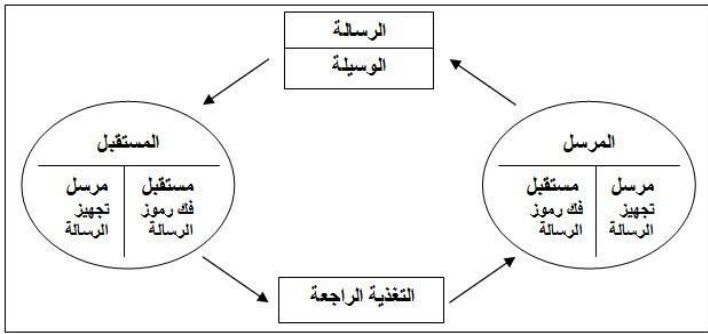 الرسالة
الوسيلة
المرسل
مرسل
تجهيز
الرسالة
مستقبل
فك رموز
الرسالة
المستقبل
مستقبل
فك رموز
الرسالة
مرسل
تجهيز
الرسالة
التغذية الراجعة